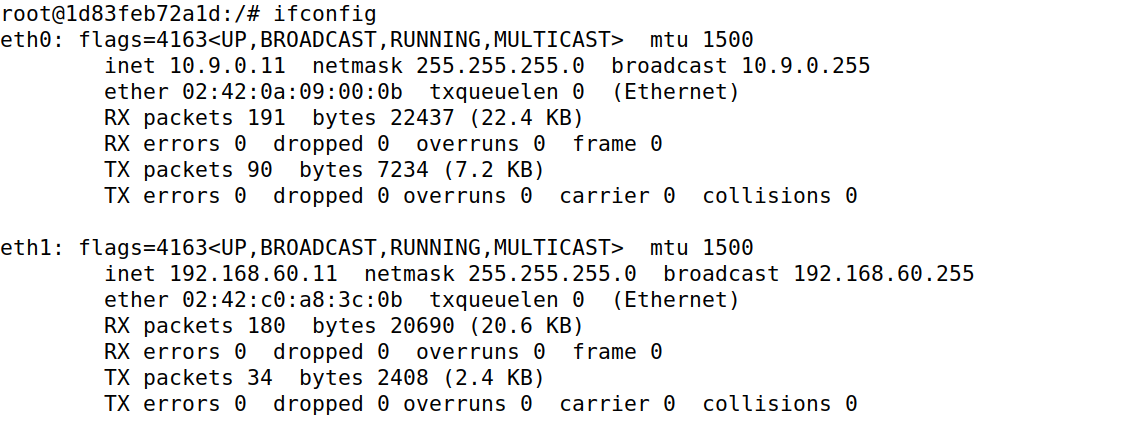 root@1d83feb72a1d:/# ifconfig
eth0: flags=4163<UP,BROADCAST,RUNNING,MULTICAST>  mtu 1500
        inet 10.9.0.11  netmask 255.255.255.0  broadcast 10.9.0.255
        ether 02:42:0a:09:00:0b  txqueuelen 0  (Ethernet)
        RX packets 191  bytes 22437 (22.4 KB)
        RX errors 0  dropped 0  overruns 0  frame 0
        TX packets 90  bytes 7234 (7.2 KB)
        TX errors 0  dropped 0 overruns 0  carrier 0  collisions 0

eth1: flags=4163<UP,BROADCAST,RUNNING,MULTICAST>  mtu 1500
        inet 192.168.60.11  netmask 255.255.255.0  broadcast 192.168.60.255
        ether 02:42:c0:a8:3c:0b  txqueuelen 0  (Ethernet)
        RX packets 180  bytes 20690 (20.6 KB)
        RX errors 0  dropped 0  overruns 0  frame 0
        TX packets 34  bytes 2408 (2.4 KB)
        TX errors 0  dropped 0 overruns 0  carrier 0  collisions 0